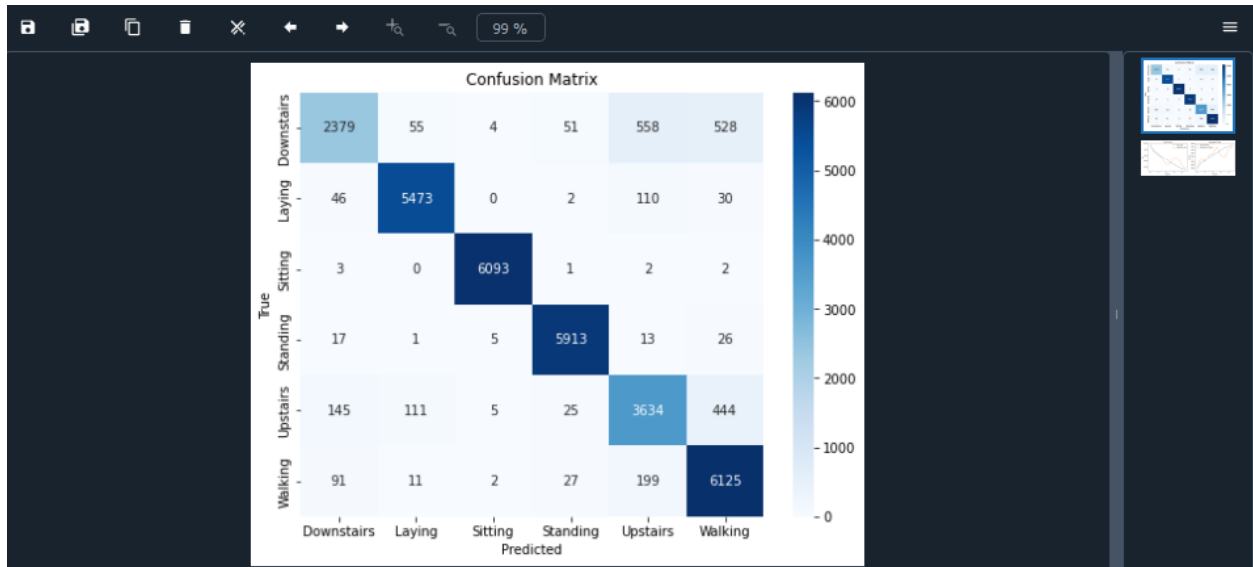 99 %
Confusion Matrix
Downstairs 2379 55 4 51 558 528
Laying 46 5473 0 2 110 30
Sitting 3 0 6093 1 2 2
Standing 17 1 5 5913 13 26
Upstairs 145 111 5 25 3634 444
Walking 91 11 2 27 199 6125
True
Downstairs Laying Sitting Standing Upstairs Walking
Predicted
6000
5000
4000
3000
2000
1000
0